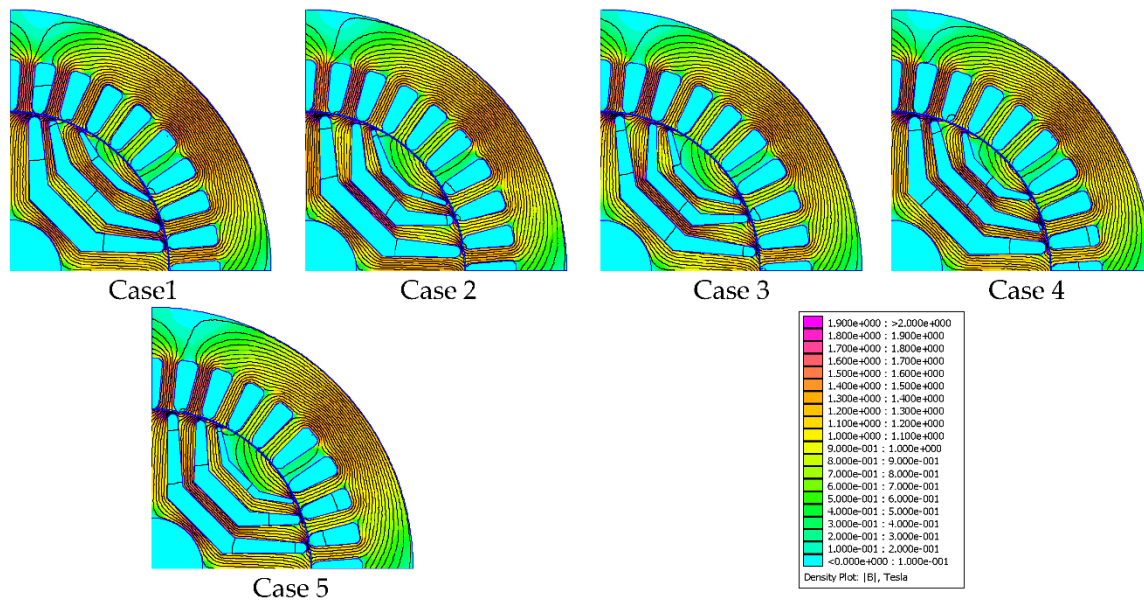 Case1
Case 2
Case 3
Case 4
Case 5
1.900e+000 : >2.000e+000
1.800e+000 : 1.900e+000
1.700e+000 : 1.800e+000
1.600e+000 : 1.700e+000
1.500e+000 : 1.600e+000
1.400e+000 : 1.500e+000
1.300e+000 : 1.400e+000
1.200e+000 : 1.300e+000
1.100e+000 : 1.200e+000
1.000e+000 : 1.100e+000
9.000e-001 : 1.000e+000
8.000e-001 : 9.000e-001
7.000e-001 : 8.000e-001
6.000e-001 : 7.000e-001
5.000e-001 : 6.000e-001
4.000e-001 : 5.000e-001
3.000e-001 : 4.000e-001
2.000e-001 : 3.000e-001
1.000e-001 : 2.000e-001
<0.000e+000 : 1.000e-001
Density Plot: |B|, Tesla